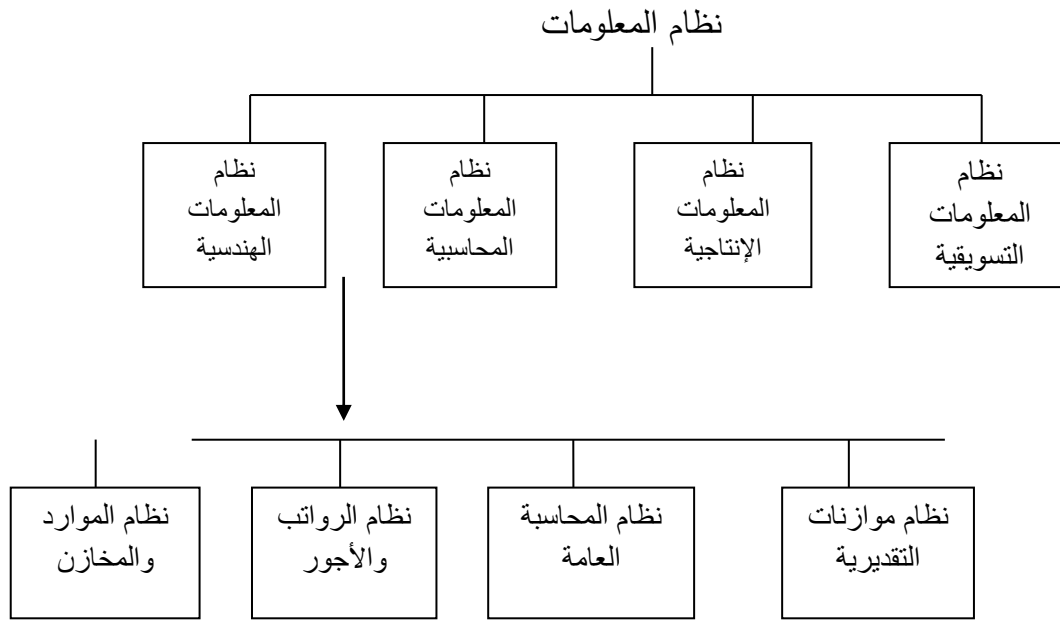 نظام المعلومات
نظام
المعلومات
التسويقية
نظام
المعلومات
الإنتاجية
نظام
المعلومات
المحاسبية
نظام
المعلومات
الهندسية
نظام موازنات
التقديرية
نظام المحاسبة
العامة
نظام الرواتب
والأجور
نظام الموارد
والمخازن